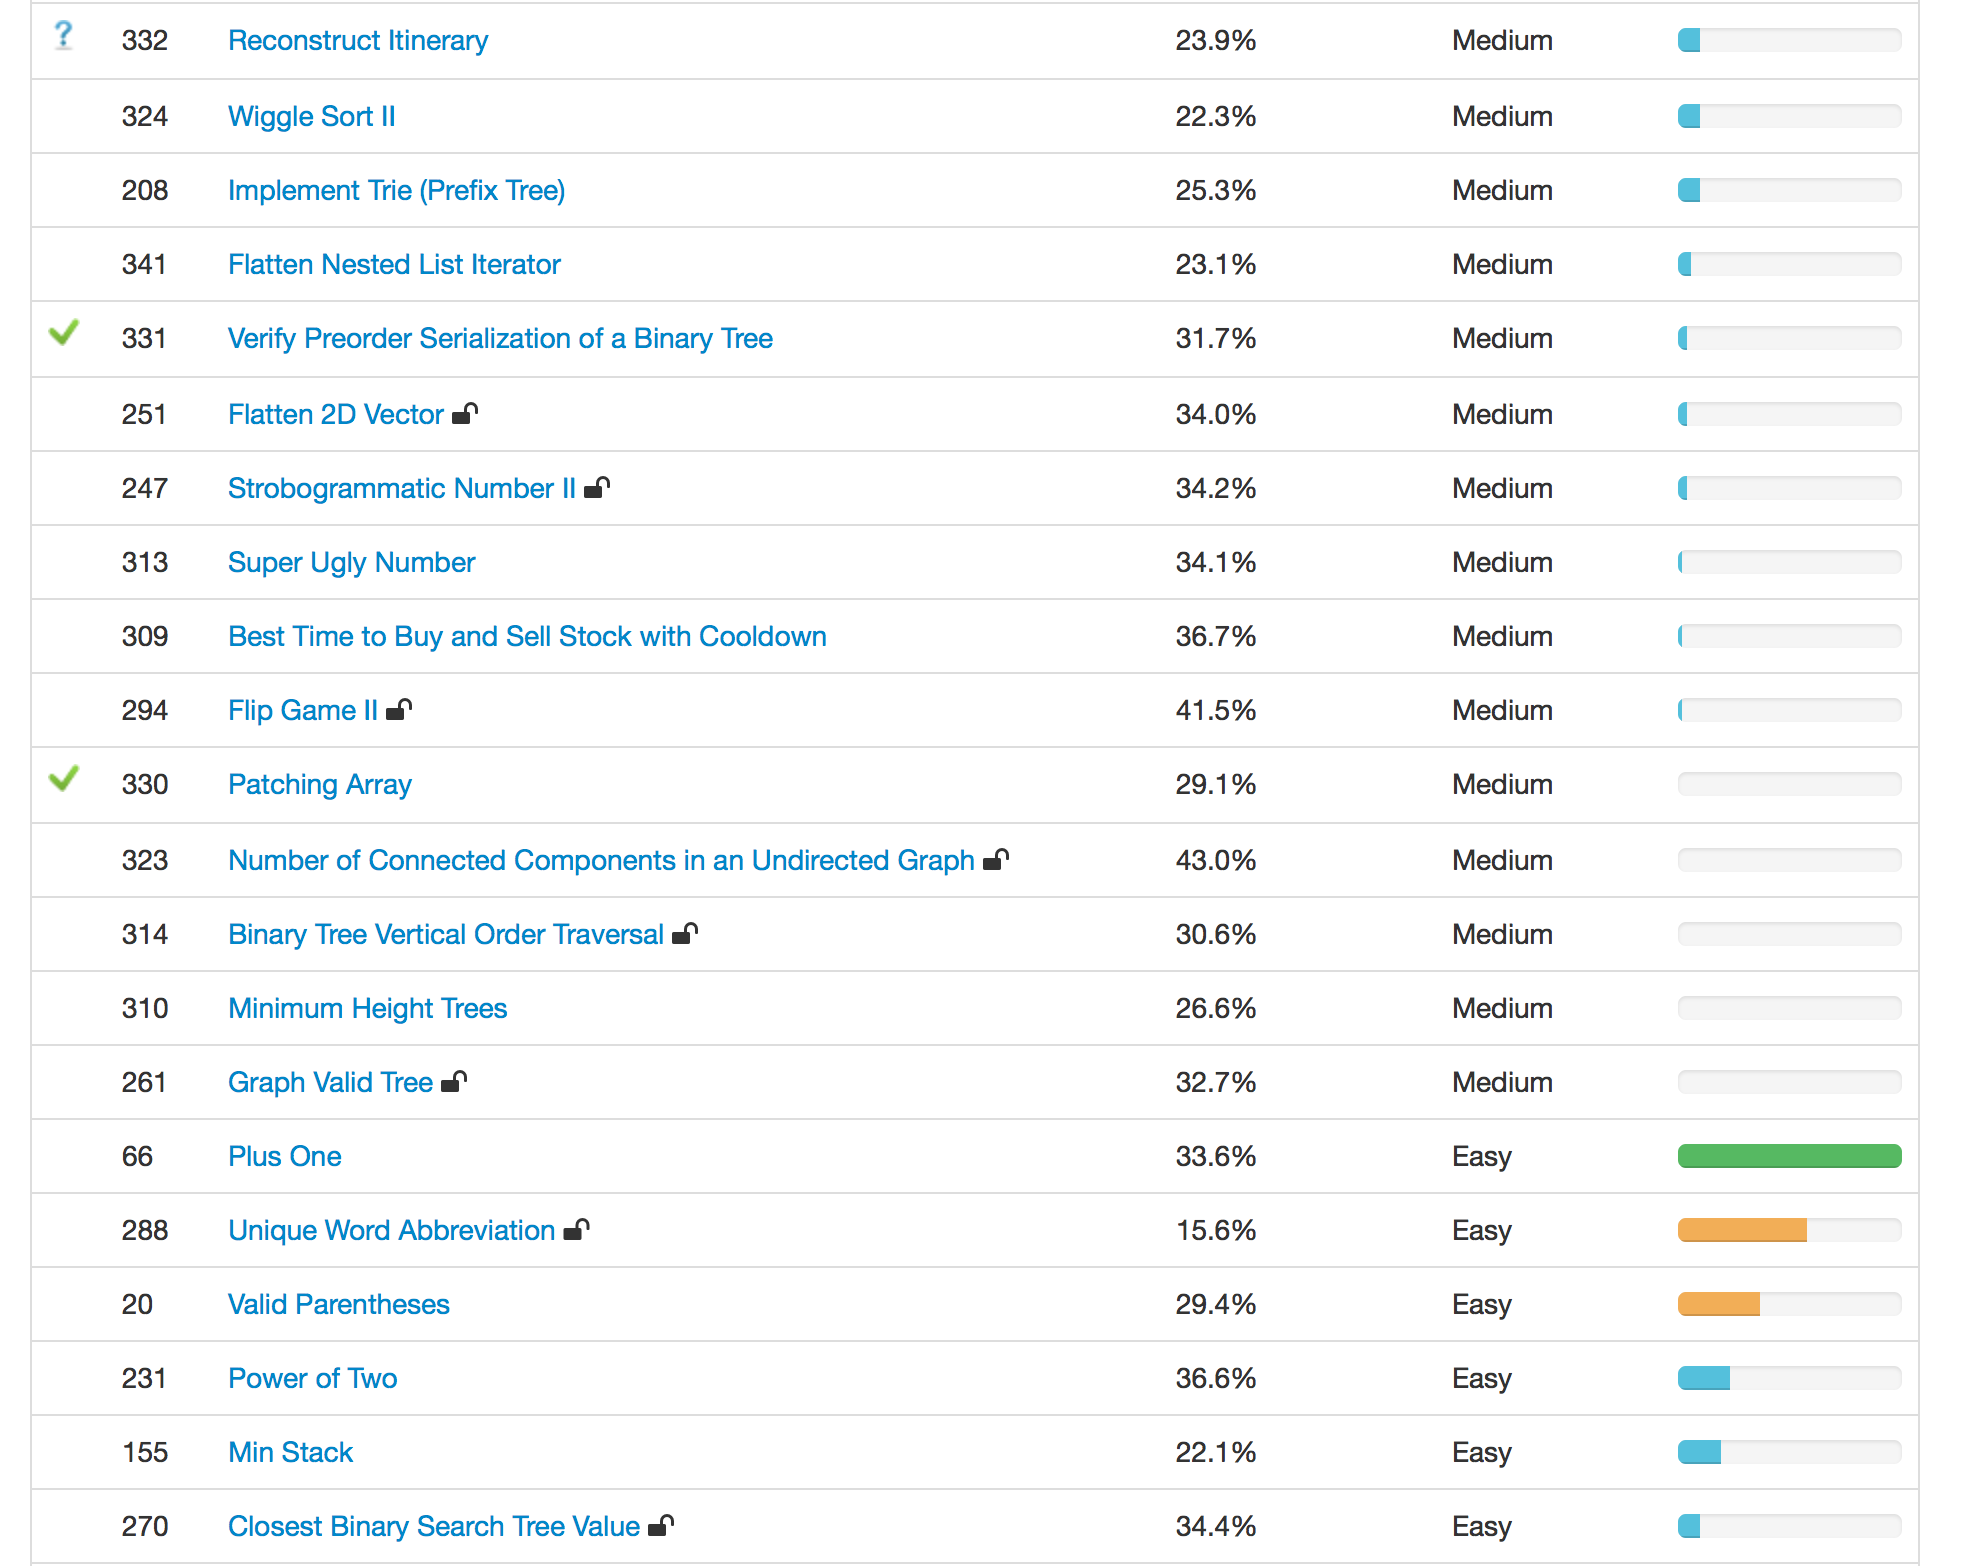 332 Reconstruct Itinerary 23.9% Medium
324 Wiggle Sort II 22.3% Medium
208 Implement Trie (Prefix Tree) 25.3% Medium
341 Flatten Nested List Iterator 23.1% Medium
331 Verify Preorder Serialization of a Binary Tree 31.7% Medium
251 Flatten 2D Vector 34.0% Medium
247 Strobogrammatic Number II 34.2% Medium
313 Super Ugly Number 34.1% Medium
309 Best Time to Buy and Sell Stock with Cooldown 36.7% Medium
294 Flip Game II 41.5% Medium
330 Patching Array 29.1% Medium
323 Number of Connected Components in an Undirected Graph 43.0% Medium
314 Binary Tree Vertical Order Traversal 30.6% Medium
310 Minimum Height Trees 26.6% Medium
261 Graph Valid Tree 32.7% Medium
66 Plus One 33.6% Easy
288 Unique Word Abbreviation 15.6% Easy
20 Valid Parentheses 29.4% Easy
231 Power of Two 36.6% Easy
155 Min Stack 22.1% Easy
270 Closest Binary Search Tree Value 34.4% Easy